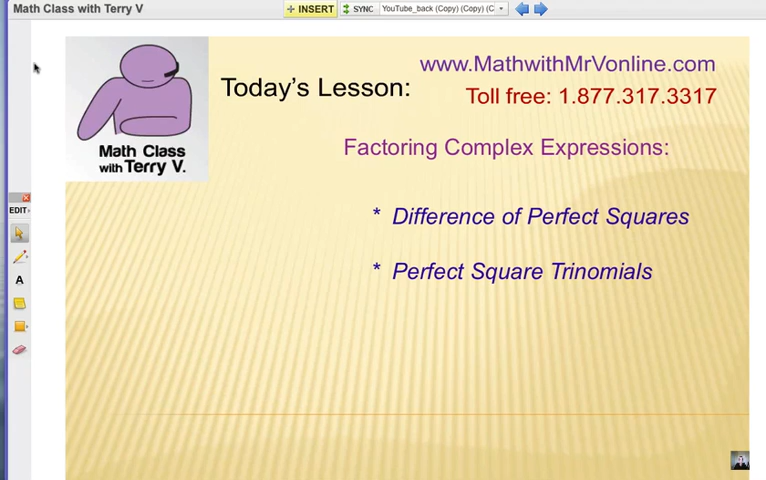 Math Class with Terry V
INSERT
SYNC
YouTube_back (Copy) (Copy) (C
www.MathwithMrVonline.com
Today's Lesson:
Toll free: 1.877.317.3317
Math Class
with Terry V.
Factoring Complex Expressions:
* Difference of Perfect Squares
* Perfect Square Trinomials
EDIT
A